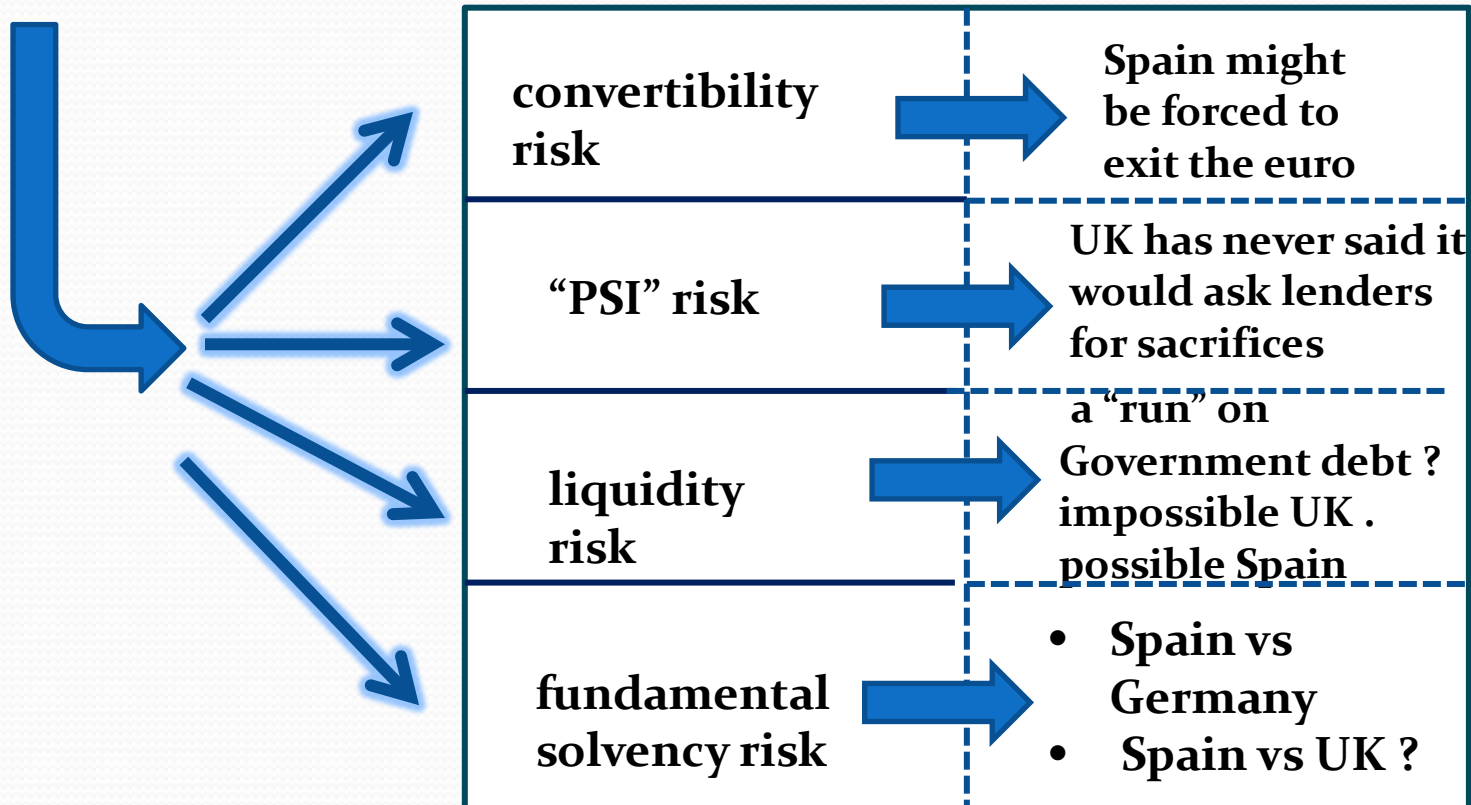 convertibility
risk
Spain might
be forced to
exit the euro
“PSI” risk
UK has never said it
would ask lenders
for sacrifices
liquidity
risk
a “run” on
Government debt ?
impossible UK .
possible Spain
fundamental
solvency risk
• Spain vs
Germany
• Spain vs UK ?